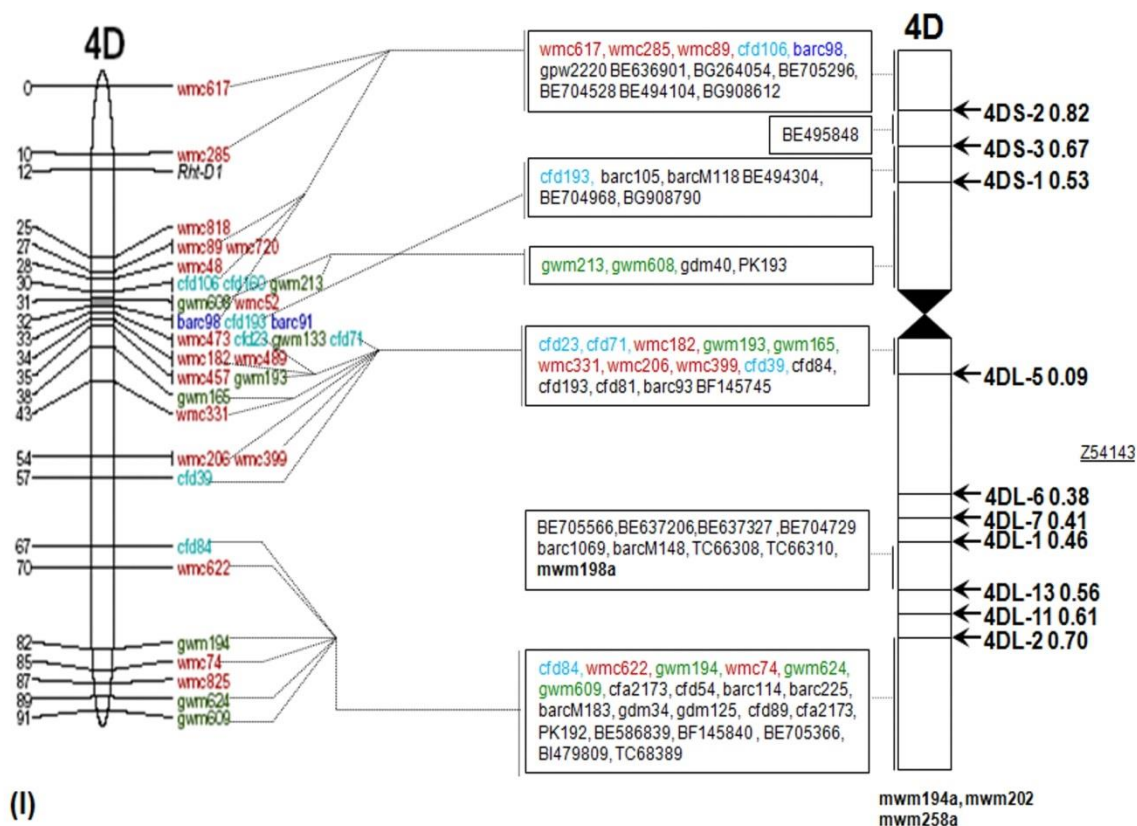 4D
0 wmc617
10 wmc285
12 Rht-D1
25 wmc818
27 wmc89 wmc720
28 wmc48
30 cfd106 cfd160 gwm213
31 gwm608 wmc52
32 barc98 cfd193 barc91
33 wmc473 cfd23 gwm133 cfd71
34 wmc182 wmc489
35 wmc457 gwm193
38 gwm165
43 wmc331
54 wmc206 wmc399
57 cfd39
67 cfd84
70 wmc622
82 gwm194
85 wmc74
87 wmc825
89 gwm624
91 gwm609
(I)
wmc617, wmc285, wmc89, cfd106, barc98,
gpw2220 BE636901, BG264054, BE705296,
BE704528 BE494104, BG908612
BE495848
cfd193, barc105, barcM118 BE494304,
BE704968, BG908790
gwm213, gwm608, gdm40, PK193
cfd23, cfd71, wmc182, gwm193, gwm165,
wmc331, wmc206, wmc399, cfd39, cfd84,
cfd193, cfd81, barc93 BF145745
BE705566,BE637206,BE637327, BE704729
barc1069, barcM148, TC66308, TC66310,
mwm198a
cfd84, wmc622, gwm194, wmc74, gwm624,
gwm609, cfa2173, cfd54, barc114, barc225,
barcM183, gdm34, gdm125, cfd89, cfa2173,
PK192, BE586839, BF145840 , BE705366,
BI479809, TC68389
4D
4DS-2 0.82
4DS-3 0.67
4DS-1 0.53
4DL-5 0.09
Z54143
4DL-6 0.38
4DL-7 0.41
4DL-1 0.46
4DL-13 0.56
4DL-11 0.61
4DL-2 0.70
mwm194a, mwm202
mwm258a